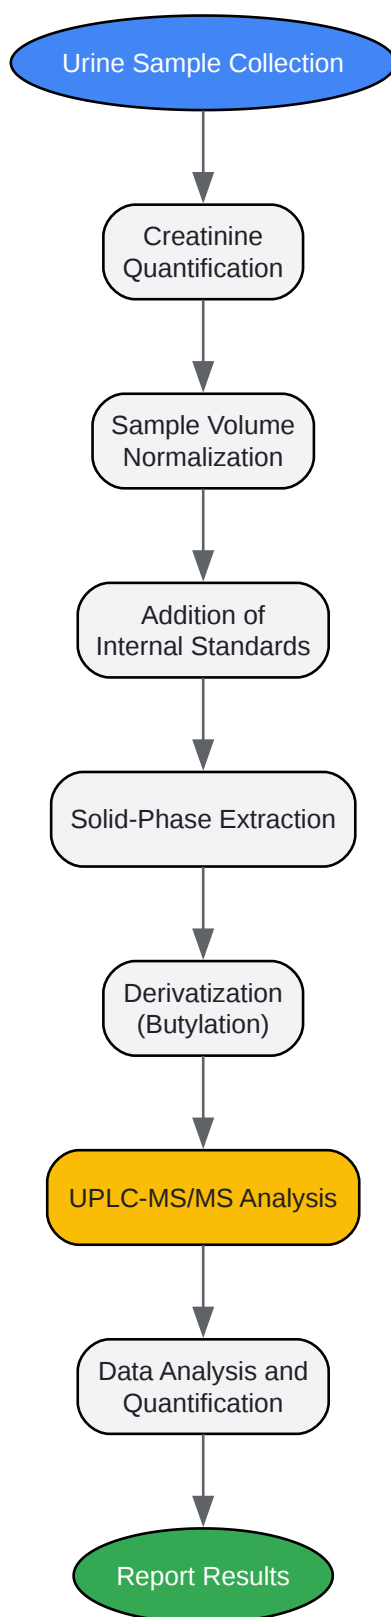 Urine Sample Collection
Creatinine
Quantification
Sample Volume
Normalization
Addition of
Internal Standards
Solid-Phase Extraction
Derivatization
(Butylation)
UPLC-MS/MS Analysis
Data Analysis and
Quantification
Report Results